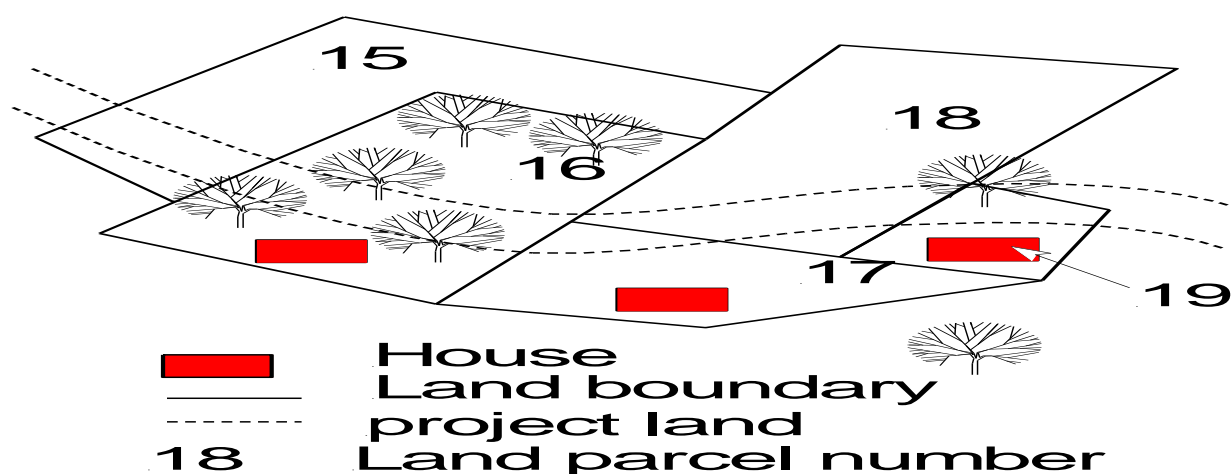 15
18
16
17
19
House
Land boundary
project land
18 Land parcel number